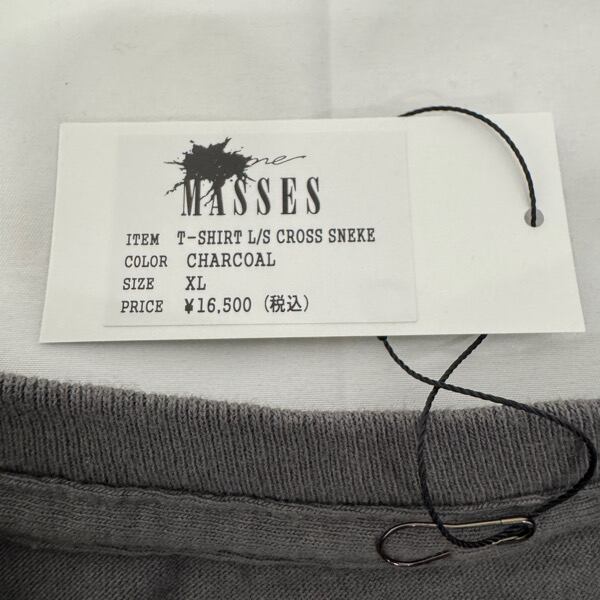 MASSES
ITEM T-SHIRT L/S CROSS SNEKE
COLOR CHARCOAL
SIZE XL
PRICE ¥16,500 (税込)